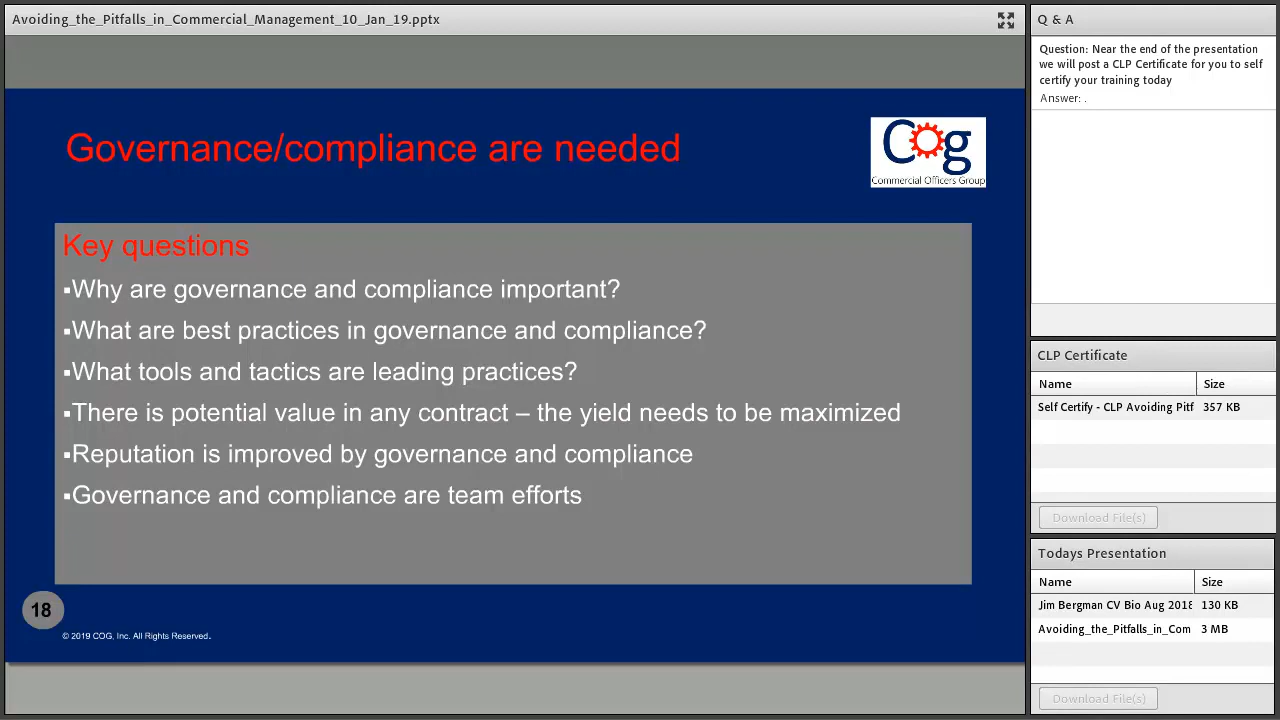 Avoiding_the_Pitfalls_in_Commercial_Management_10_Jan_19.pptx
Governance/compliance are needed
Cog
Commercial Officers Group
Key questions
▪Why are governance and compliance important?
▪What are best practices in governance and compliance?
▪What tools and tactics are leading practices?
▪There is potential value in any contract – the yield needs to be maximized
▪Reputation is improved by governance and compliance
▪Governance and compliance are team efforts
18
© 2019 COG, Inc. All Rights Reserved.
Q & A
Question: Near the end of the presentation
we will post a CLP Certificate for you to self
certify your training today
Answer: .
CLP Certificate
Name Size
Self Certify - CLP Avoiding Pitf 357 KB
Download File(s)
Todays Presentation
Name Size
Jim Bergman CV Bio Aug 2018 130 KB
Avoiding_the_Pitfalls_in_Com 3 MB
Download File(s)